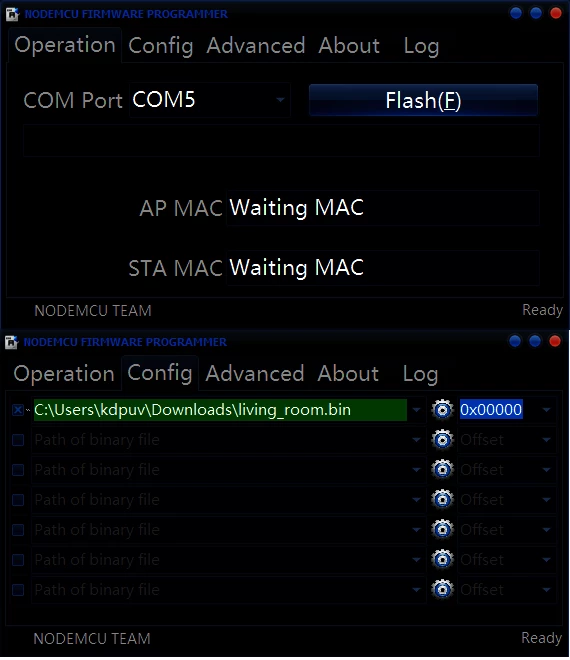 NODEMCU FIRMWARE PROGRAMMER
Operation Config Advanced About Log
COM Port COM5 Flash(F)
AP MAC Waiting MAC
STA MAC Waiting MAC
NODEMCU TEAM Ready
NODEMCU FIRMWARE PROGRAMMER
Operation Config Advanced About Log
C:\Users\kdpuv\Downloads\living_room.bin 0x00000
Path of binary file Offset
Path of binary file Offset
Path of binary file Offset
Path of binary file Offset
Path of binary file Offset
Path of binary file Offset
NODEMCU TEAM Ready